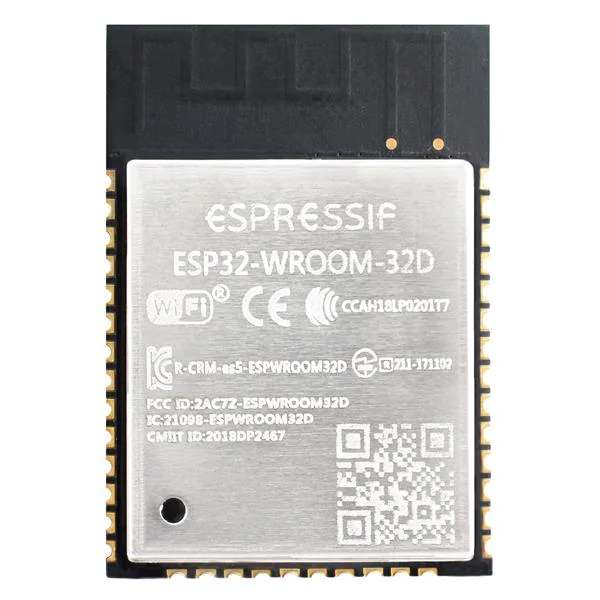 ESPRESSIF
ESP32-WROOM-32D
WiFi ® CE CCAH18LP0201T7
KC R-CRM-es5-ESPWROOM32D R 211-171102
FCC ID:2AC7Z-ESPWROOM32D
IC:21098-ESPWROOM32D
CMIIT ID:2018DP2467